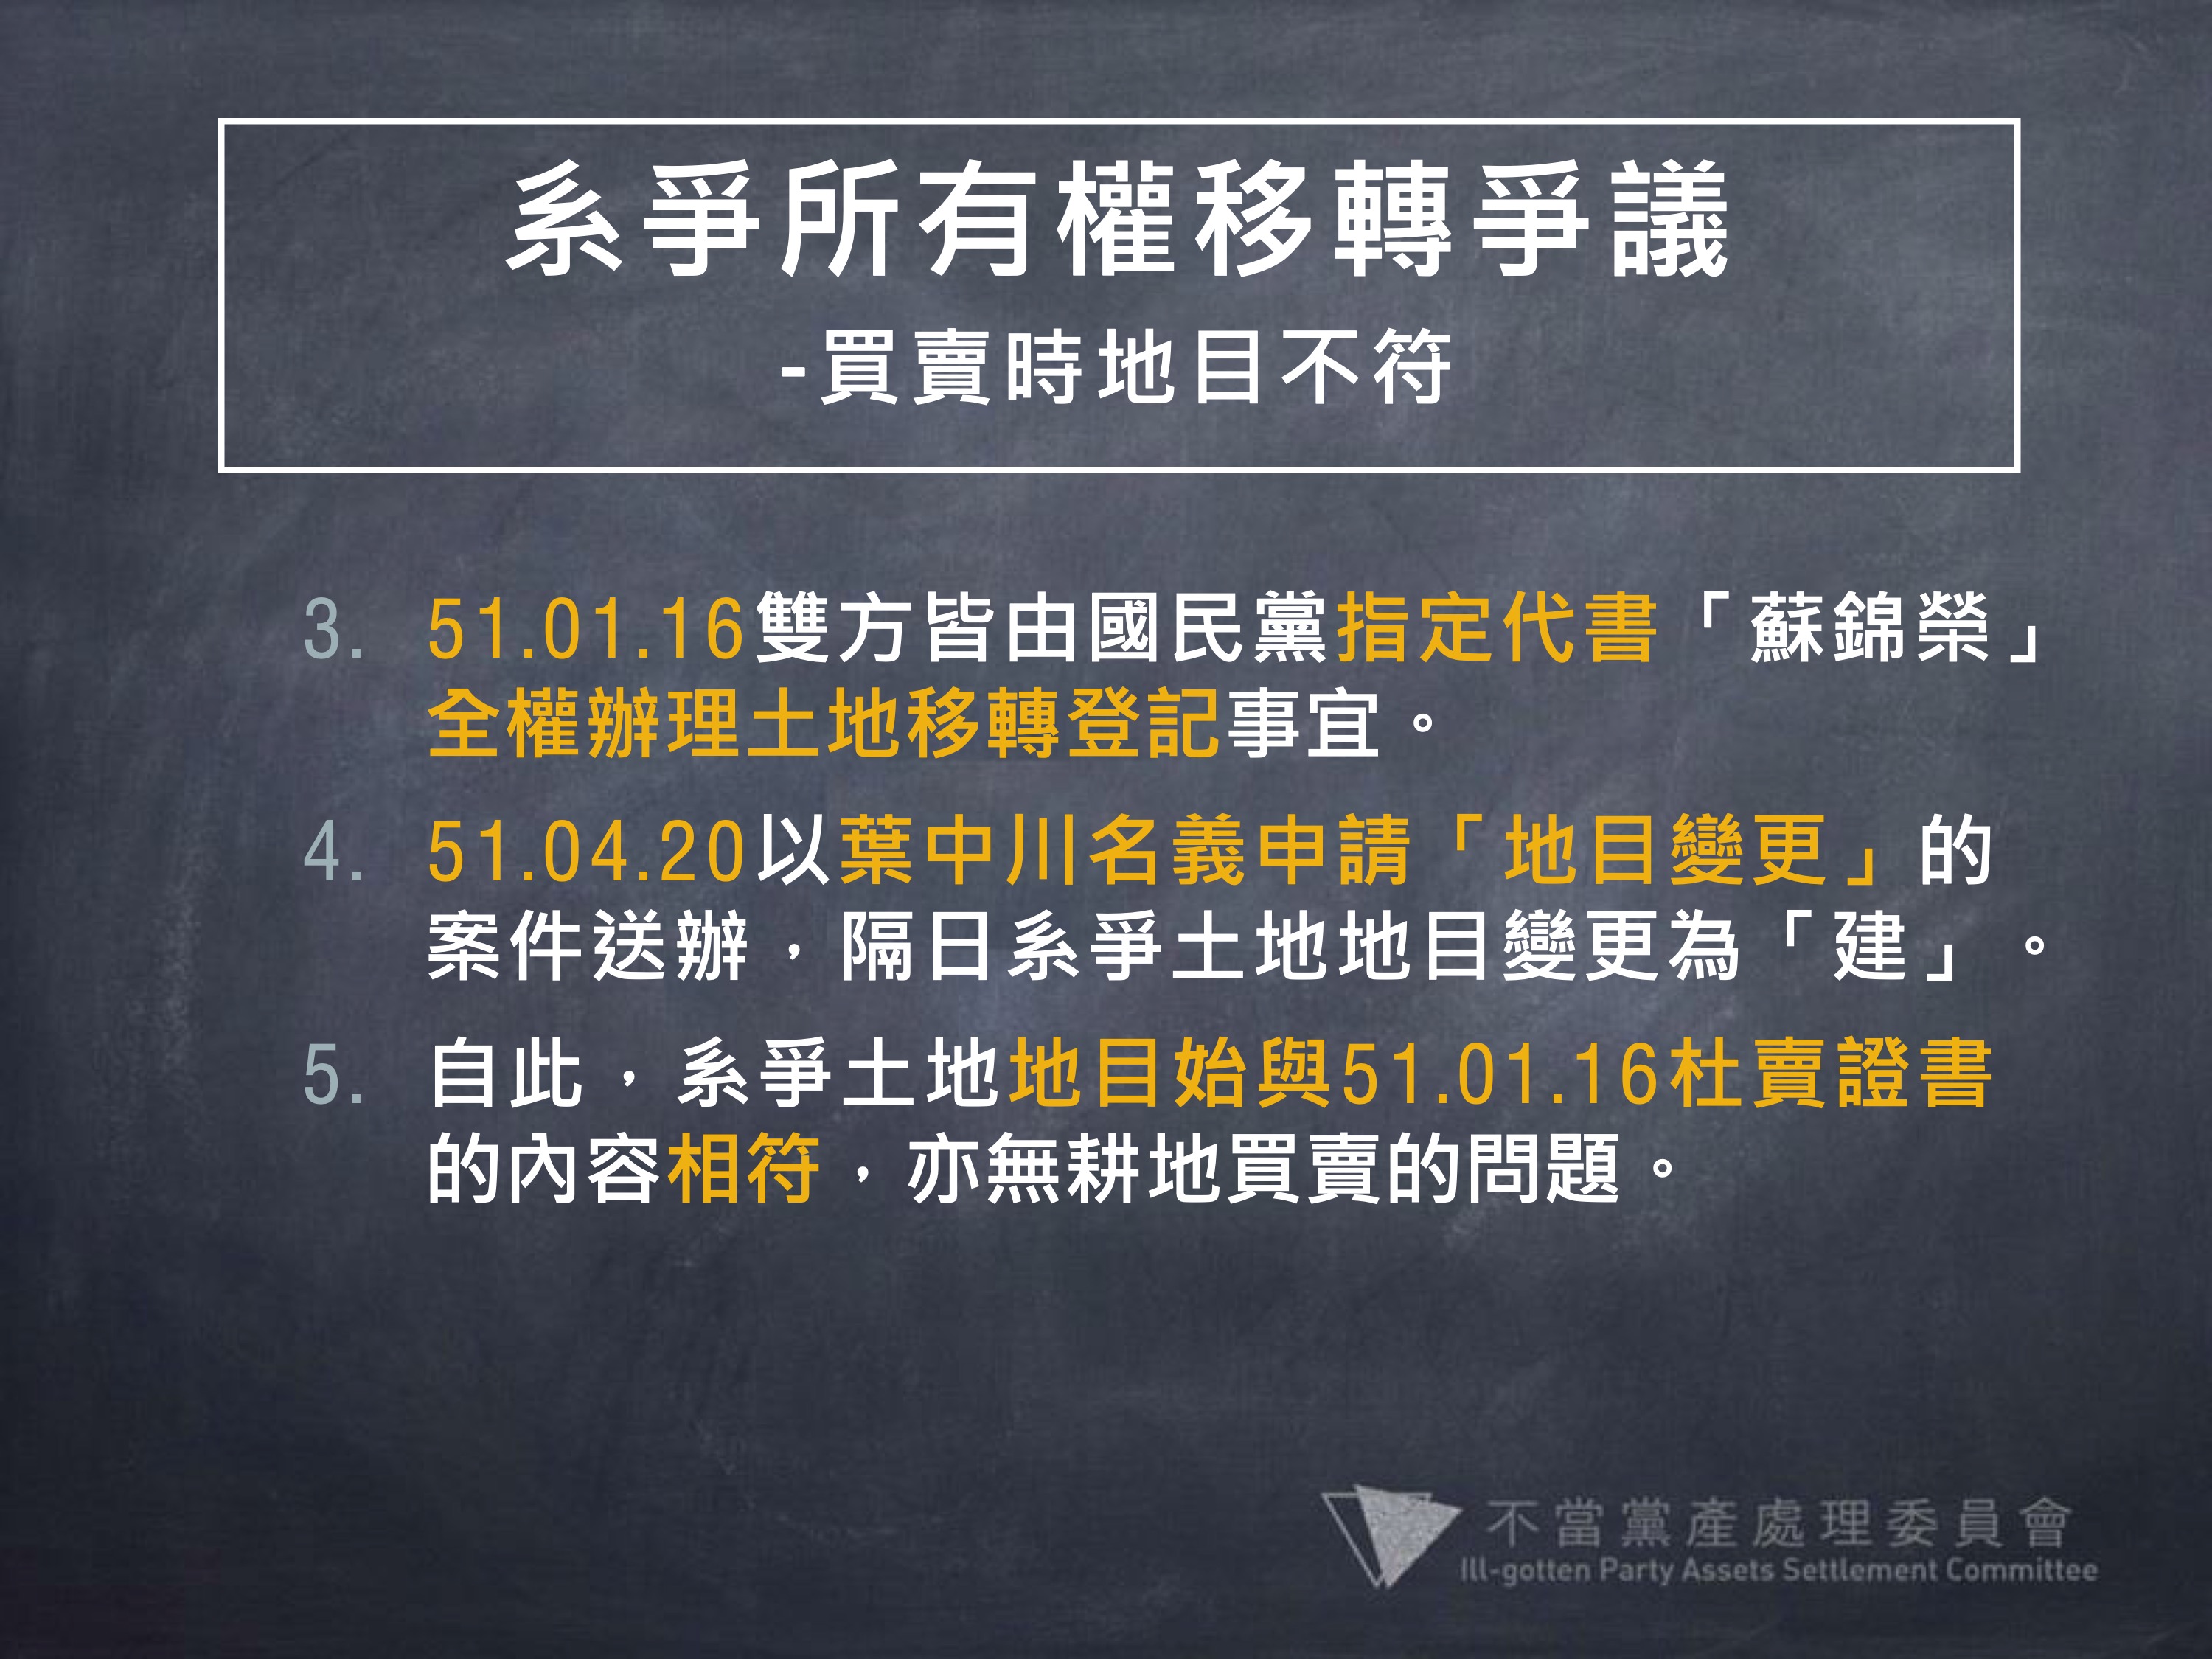 系爭所有權移轉爭議
-買賣時地目不符
3. 51.01.16雙方皆由國民黨指定代書「蘇錦榮」
全權辦理土地移轉登記事宜。
4. 51.04.20以葉中川名義申請「地目變更」的
案件送辦，隔日系爭土地地目變更為「建」。
5. 自此，系爭土地地目始與51.01.16杜賣證書
的內容相符，亦無耕地買賣的問題。
不當黨產處理委員會
Ill-gotten Party Assets Settlement Committee